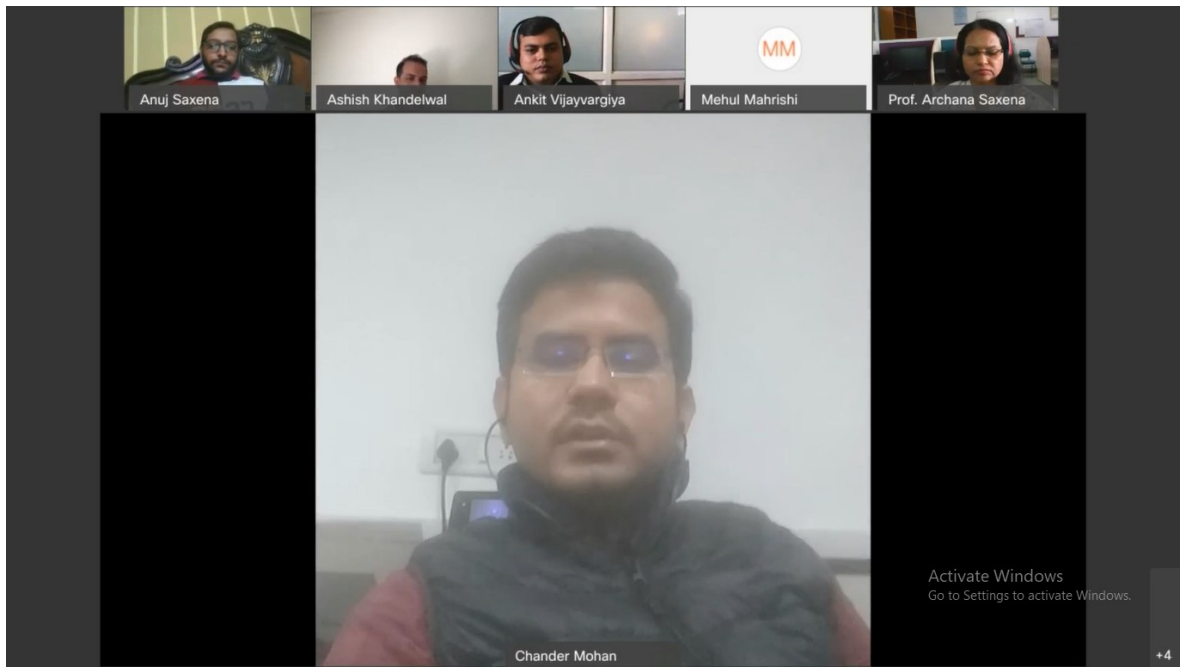 Anuj Saxena
Ashish Khandelwal
Ankit Vijayvargiya
MM
Mehul Mahrishi
Prof. Archana Saxena
Activate Windows
Go to Settings to activate Windows.
Chander Mohan
+4